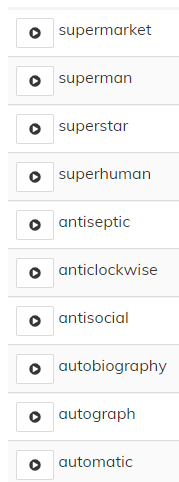 supermarket
superman
superstar
superhuman
antiseptic
anticlockwise
antisocial
autobiography
autograph
automatic